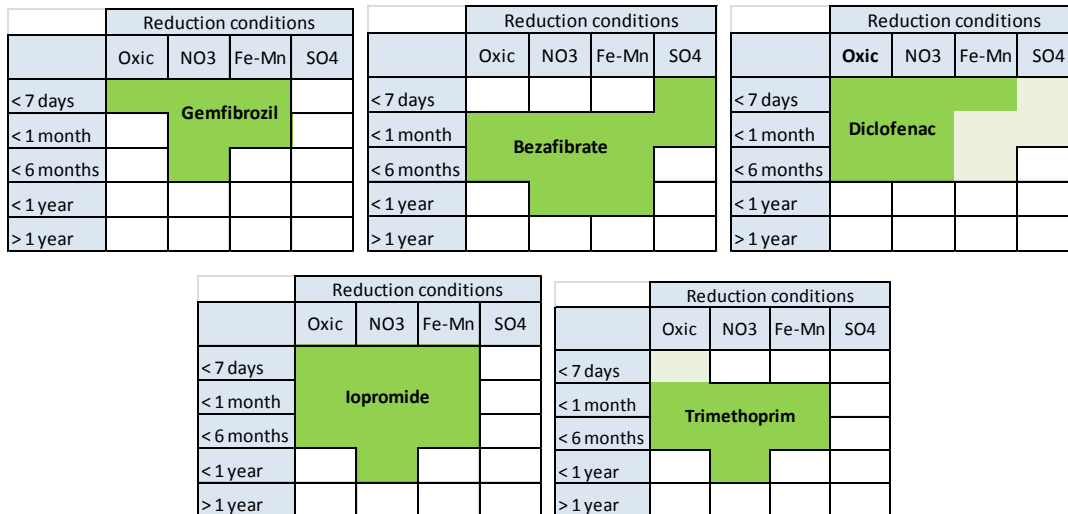 Reduction conditions
Oxic NO3 Fe-Mn SO4
< 7 days
Gemfibrozil
< 1 month
< 6 months
< 1 year
> 1 year
Reduction conditions
Oxic NO3 Fe-Mn SO4
< 7 days
< 1 month
Bezafibrate
< 6 months
< 1 year
> 1 year
Reduction conditions
Oxic NO3 Fe-Mn SO4
< 7 days
< 1 month
Diclofenac
< 6 months
< 1 year
> 1 year
Reduction conditions
Oxic NO3 Fe-Mn SO4
< 7 days
< 1 month
Iopromide
< 6 months
< 1 year
> 1 year
Reduction conditions
Oxic NO3 Fe-Mn SO4
< 7 days
< 1 month
Trimethoprim
< 6 months
< 1 year
> 1 year